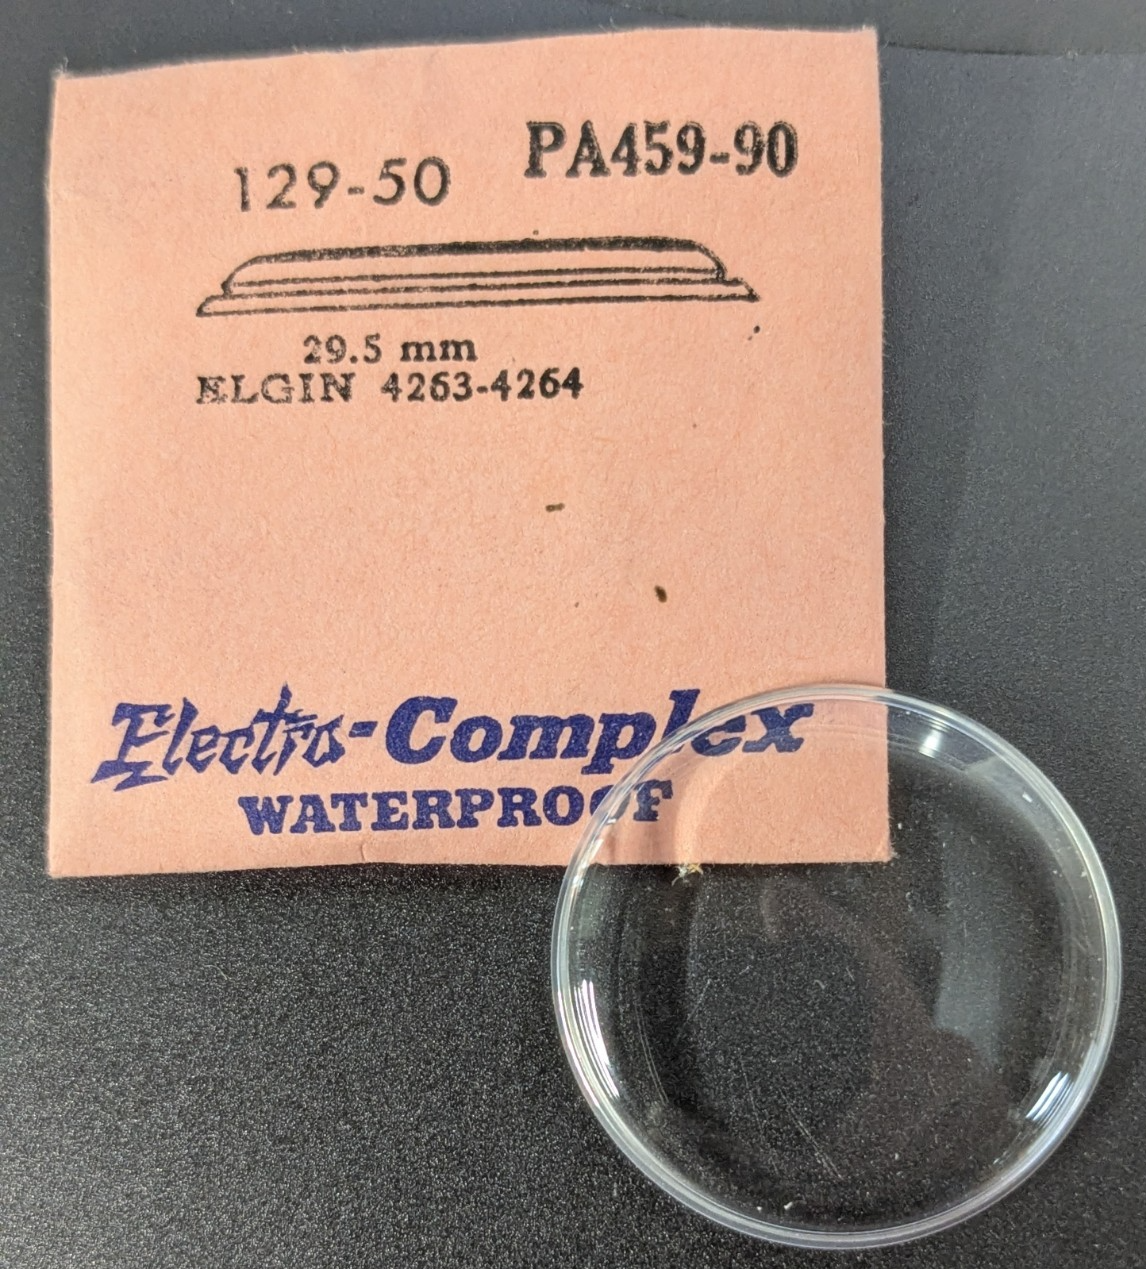 129-50 PA459-90
29.5 mm
ELGIN 4263-4264
Electro-Complex
WATERPROOF